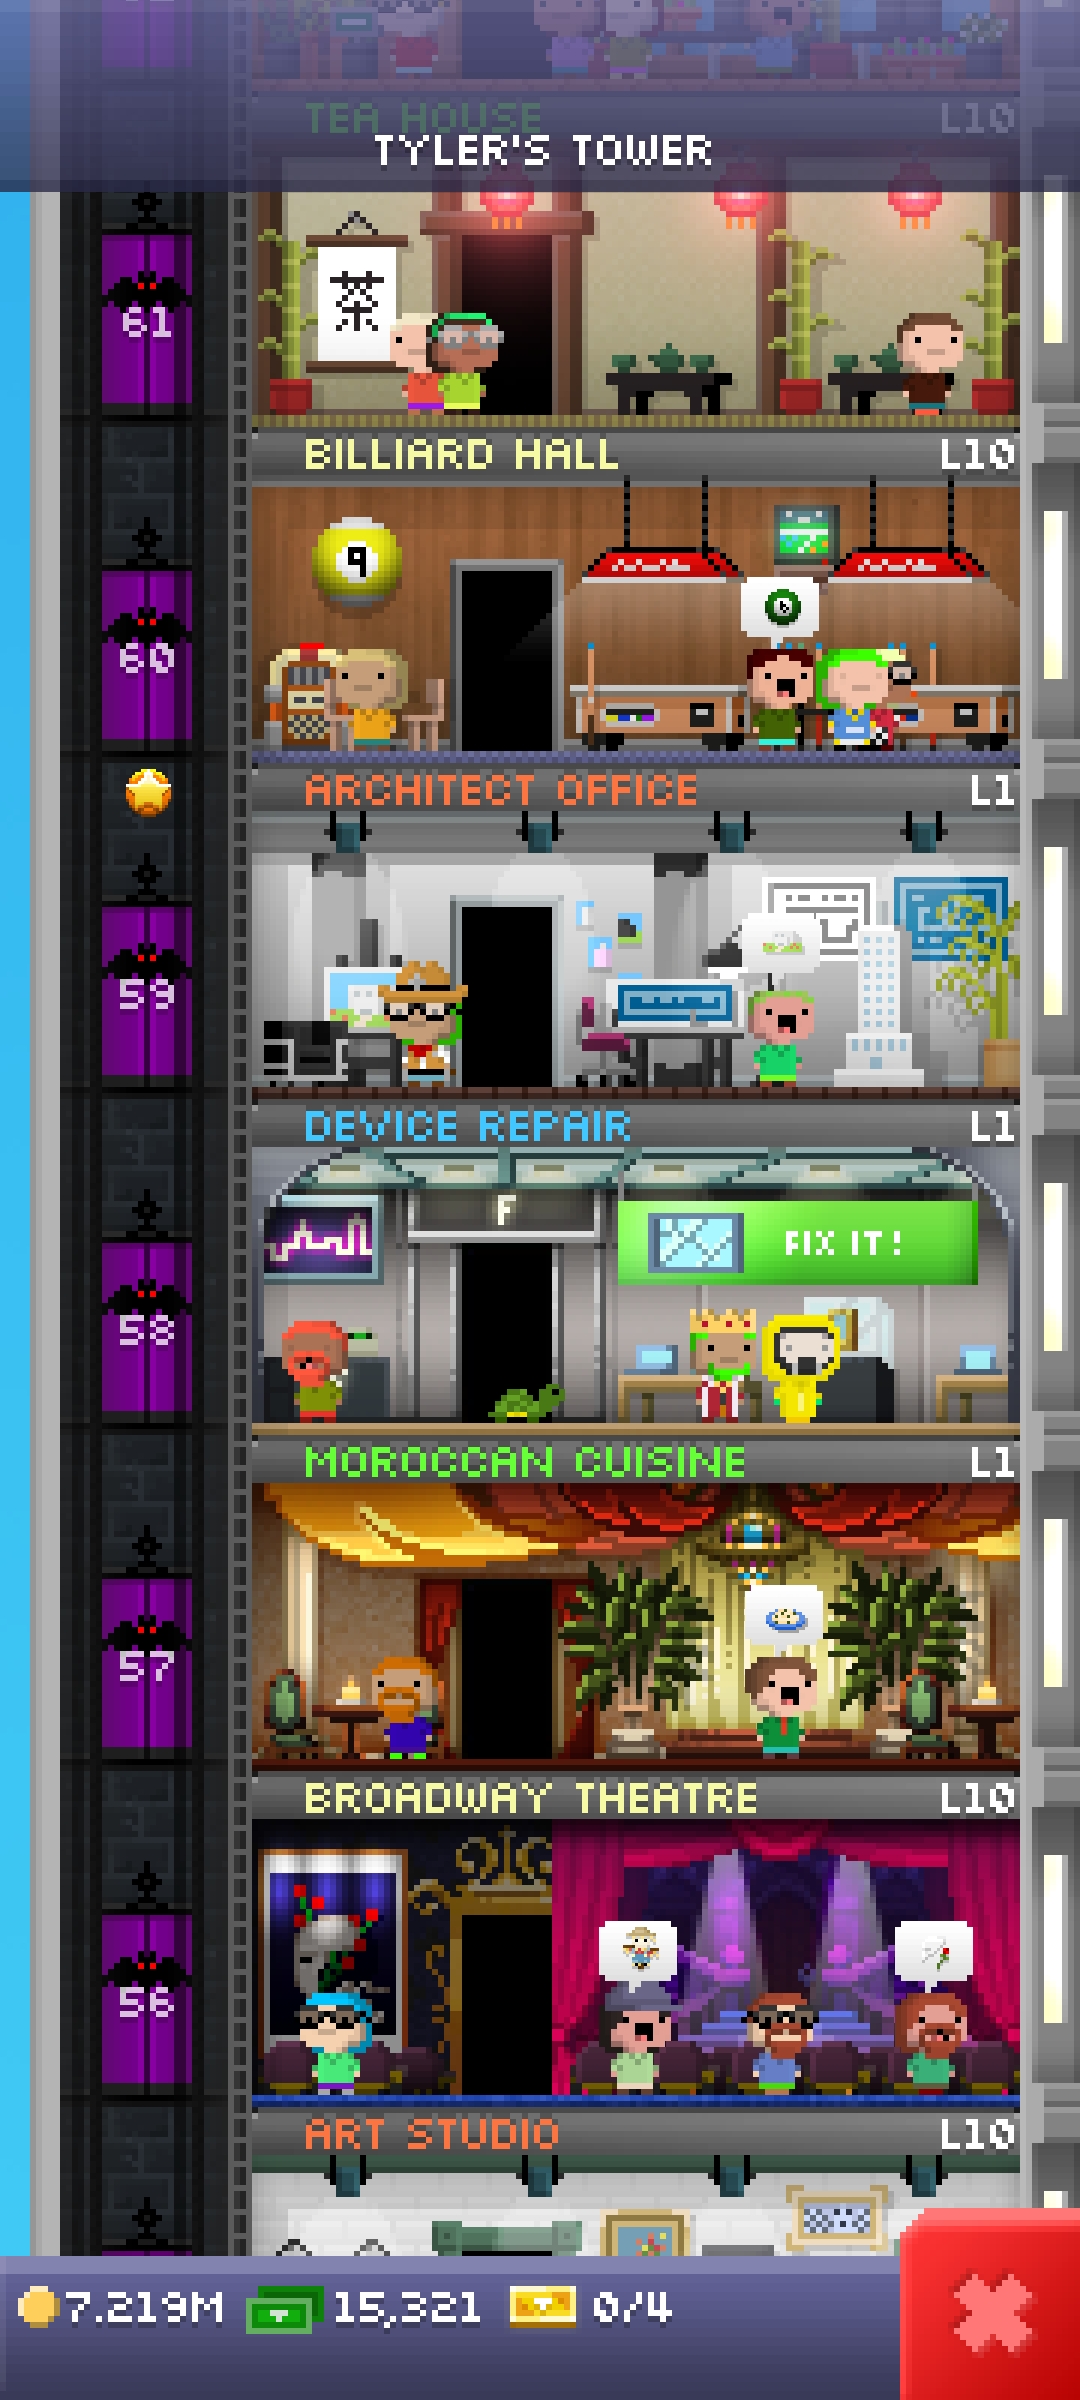 TEA HOUSE L10
TYLER'S TOWER
61
BILLIARD HALL L10
9
60
ARCHITECT OFFICE L1
59
DEVICE REPAIR L1
F
FIX IT!
58
MOROCCAN CUISINE L1
57
BROADWAY THEATRE L10
56
ART STUDIO L10
7.219M 15,321 0/4